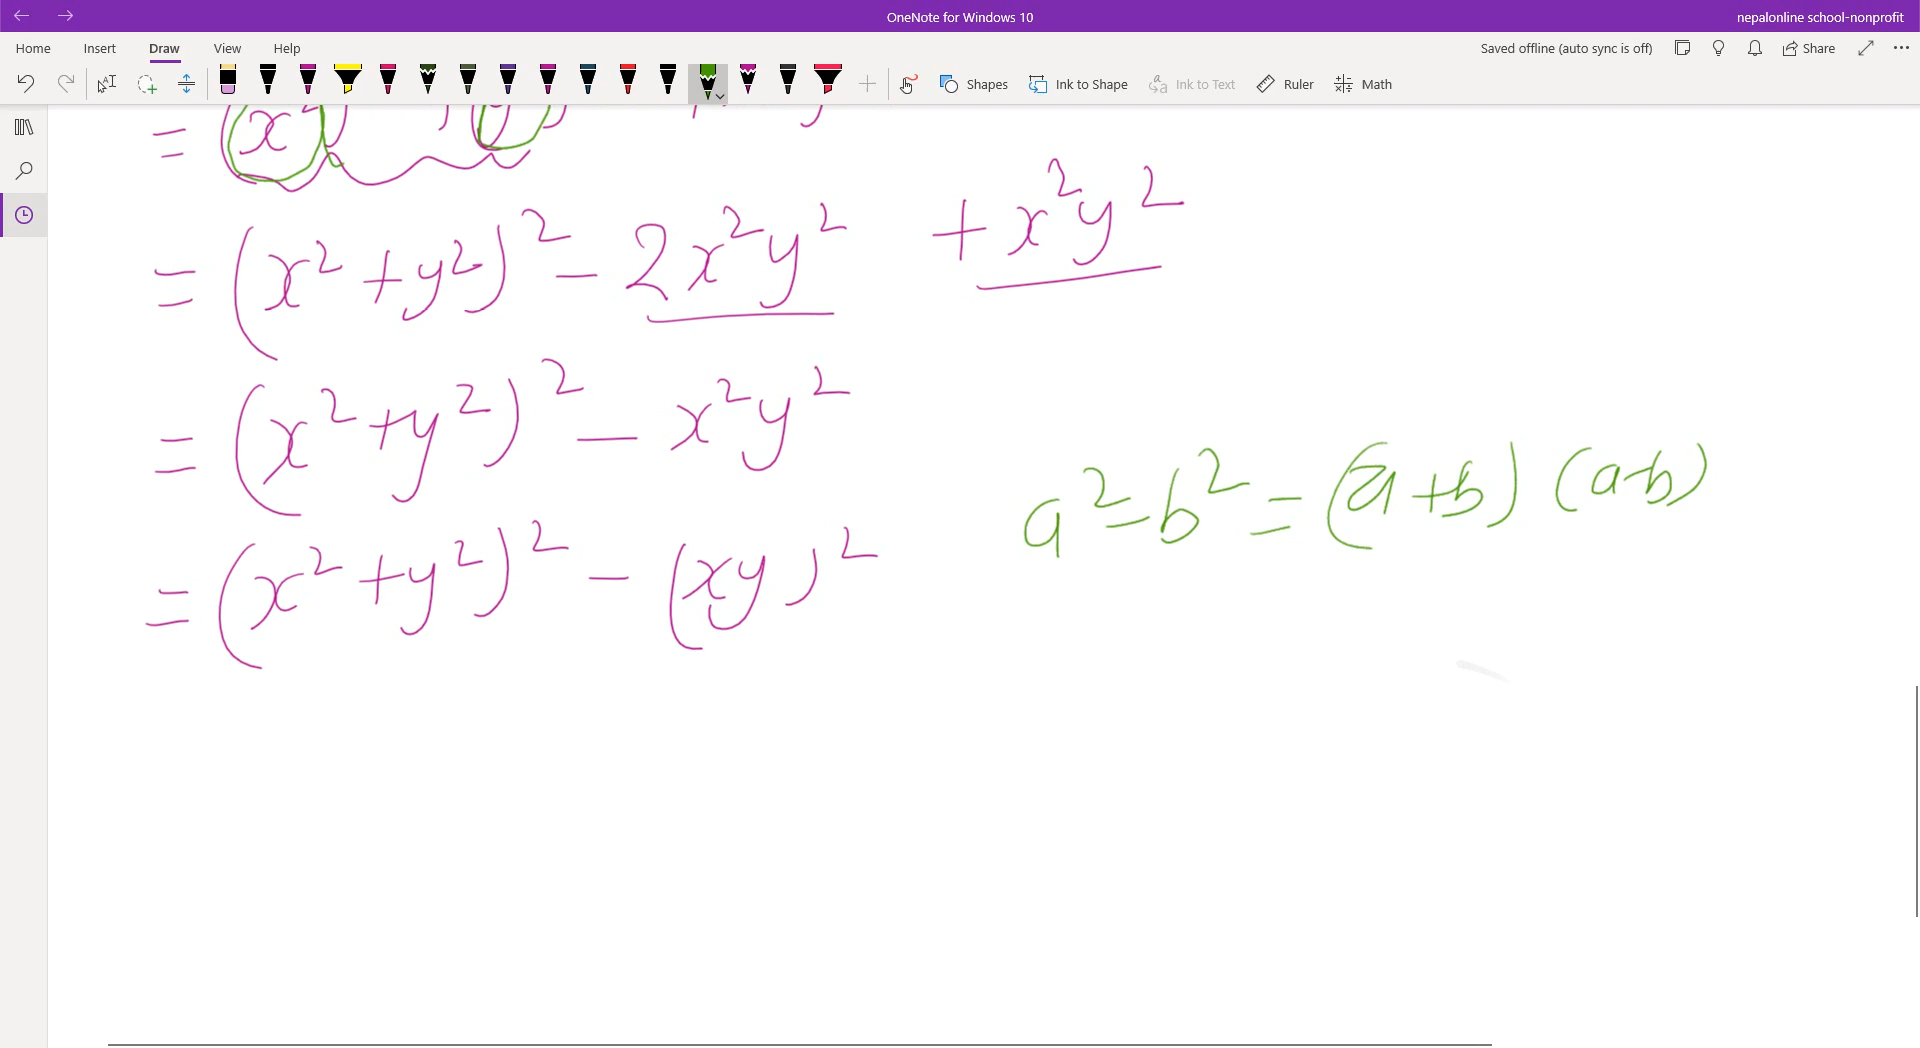 OneNote for Windows 10
nepalonline school-nonprofit
Home Insert Draw View Help
Saved offline (auto sync is off) Share
Shapes Ink to Shape Ink to Text Ruler Math
= (x²
= (x² + y²)² - 2x²y² + x²y²
= (x² + y²)² - x²y²
a² - b² = (a+b) (a-b)
= (x² + y²)² - (xy)²